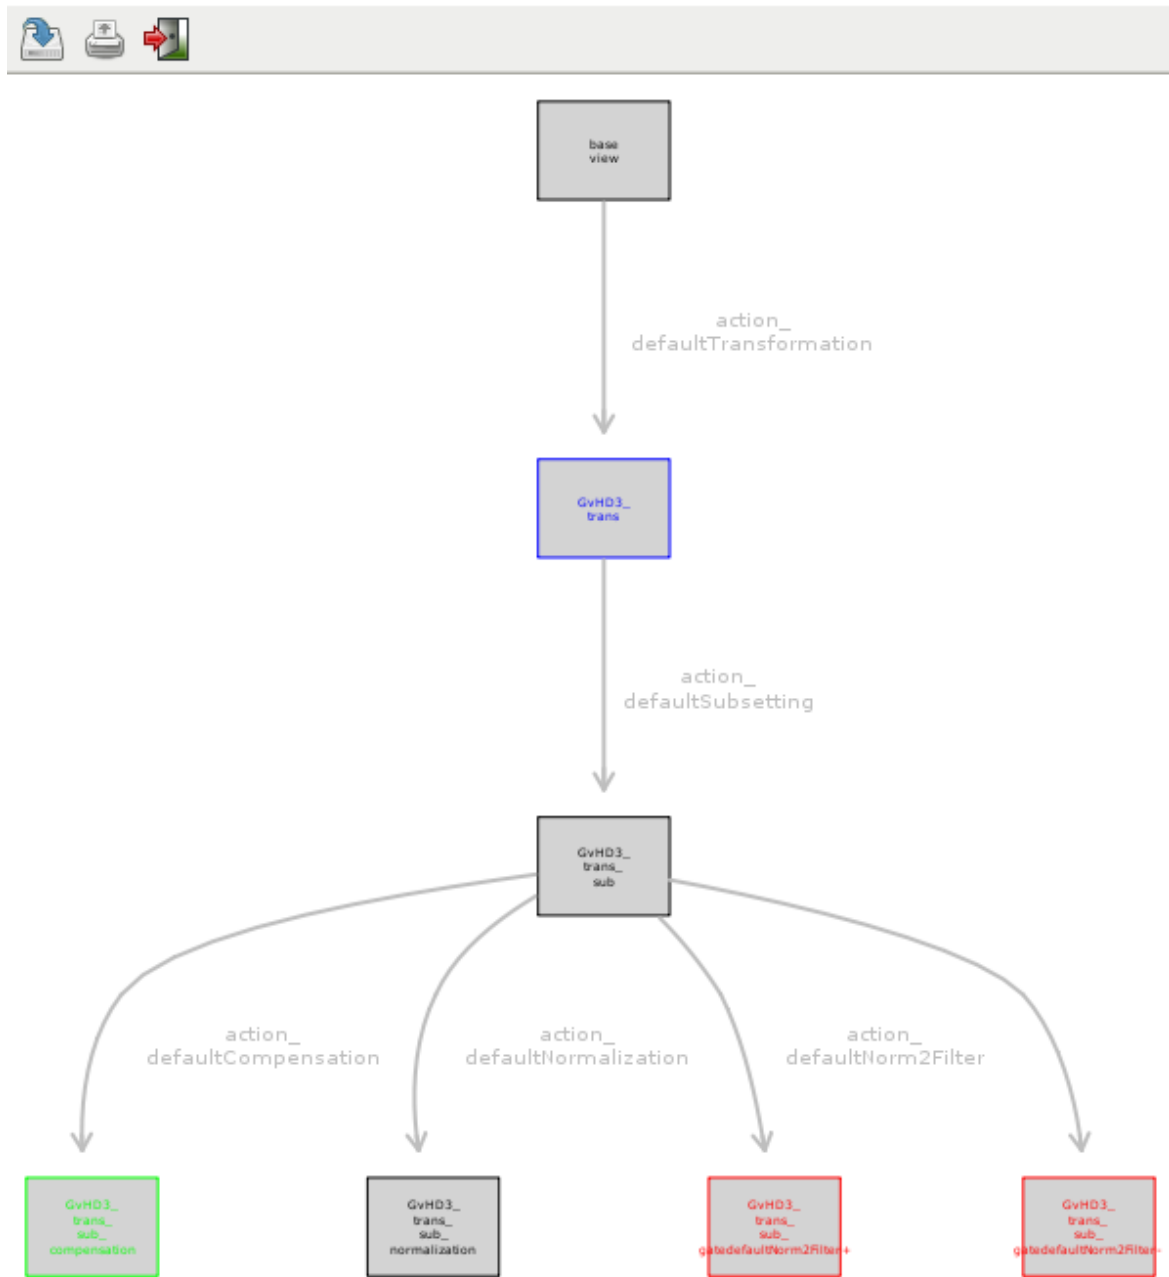 base
view
action_
defaultTransformation
GvHD3_
trans
action_
defaultSubsetting
GvHD3_
trans_
sub
action_
defaultCompensation
action_
defaultNormalization
action_
defaultNorm2Filter
GvHD3_
trans_
sub_
compensation
GvHD3_
trans_
sub_
normalization
GvHD3_
trans_
sub_
gatedefaultNorm2Filter+
GvHD3_
trans_
sub_
gatedefaultNorm2Filter-